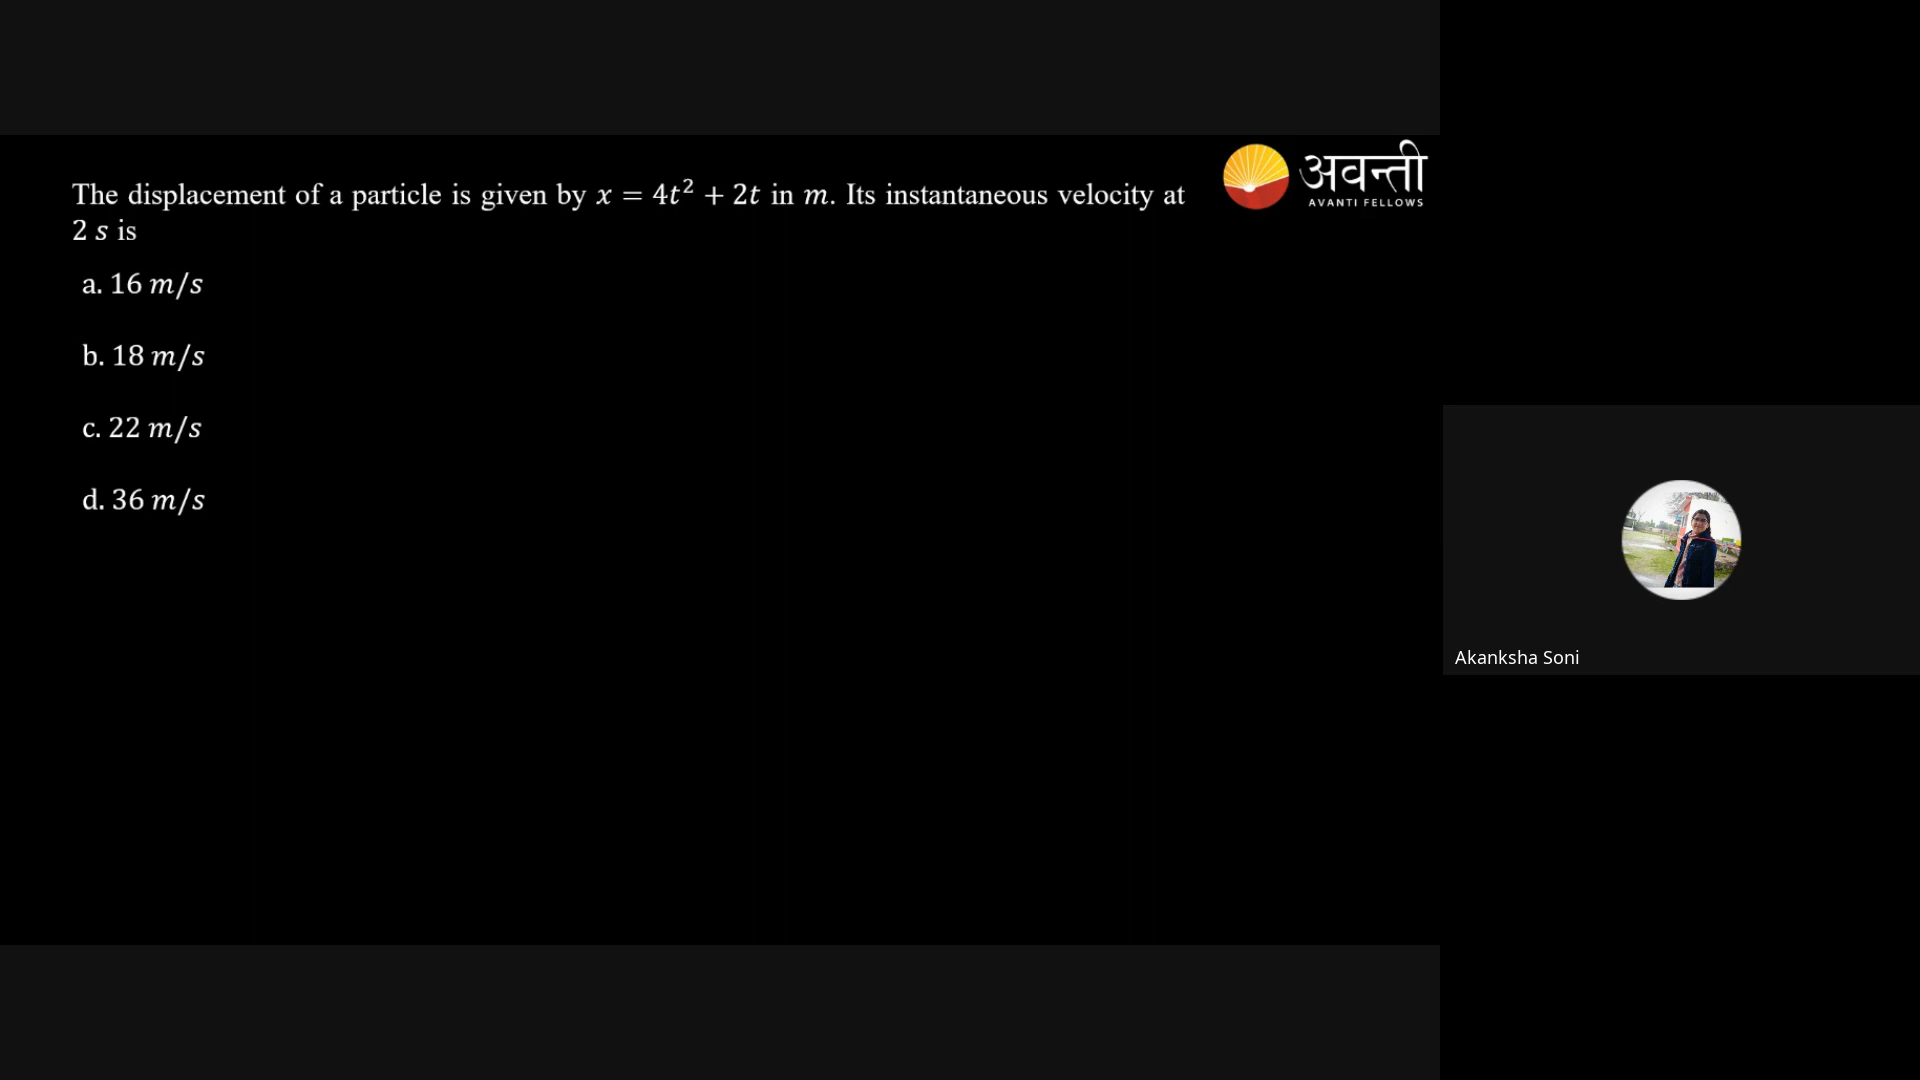 The displacement of a particle is given by x = 4t² + 2t in m. Its instantaneous velocity at
2 s is
a. 16 m/s
b. 18 m/s
c. 22 m/s
d. 36 m/s
अवन्ती
AVANTI FELLOWS
Akanksha Soni